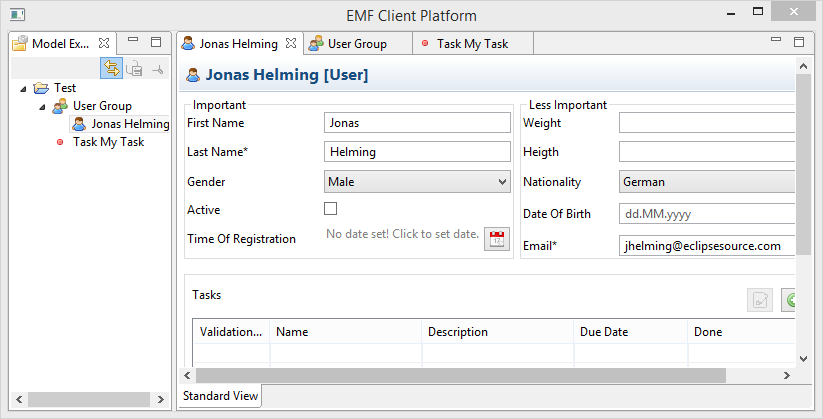 EMF Client Platform
Model Ex...
Test
User Group
Jonas Helming
Task My Task
Jonas Helming
User Group
Task My Task
Jonas Helming [User]
Important
First Name
Jonas
Last Name*
Helming
Gender
Male
Active
Time Of Registration
No date set! Click to set date.
12
Less Important
Weight
Heigth
Nationality
German
Date Of Birth
dd.MM.yyyy
Email*
jhelming@eclipsesource.com
Tasks
Validation...
Name
Description
Due Date
Done
Standard View